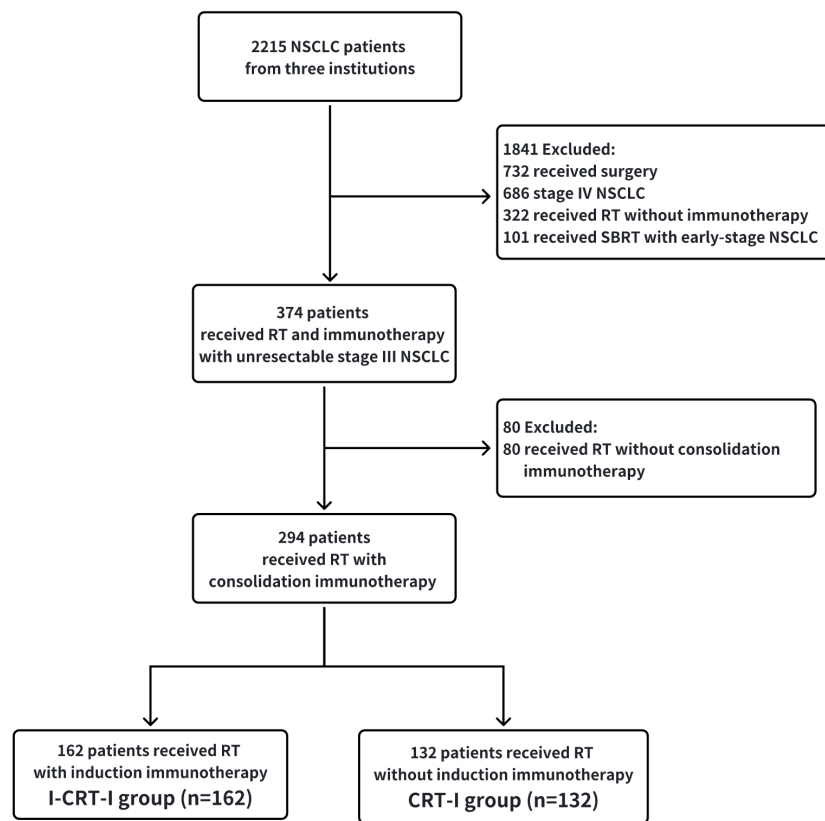 2215 NSCLC patients
from three institutions
1841 Excluded:
732 received surgery
686 stage IV NSCLC
322 received RT without immunotherapy
101 received SBRT with early-stage NSCLC
374 patients
received RT and immunotherapy
with unresectable stage III NSCLC
80 Excluded:
80 received RT without consolidation
immunotherapy
294 patients
received RT with
consolidation immunotherapy
162 patients received RT
with induction immunotherapy
I-CRT-I group (n=162)
132 patients received RT
without induction immunotherapy
CRT-I group (n=132)